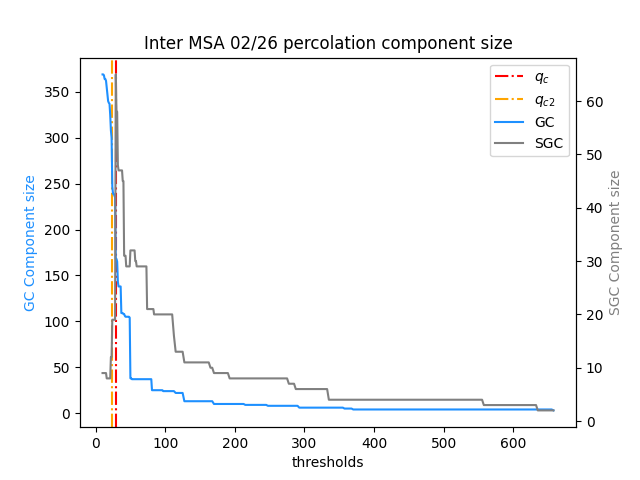 Inter MSA 02/26 percolation component size
q_c
q_c2
GC
SGC
GC Component size
350
300
250
200
150
100
50
0
SGC Component size
60
50
40
30
20
10
0
0 100 200 300 400 500 600
thresholds